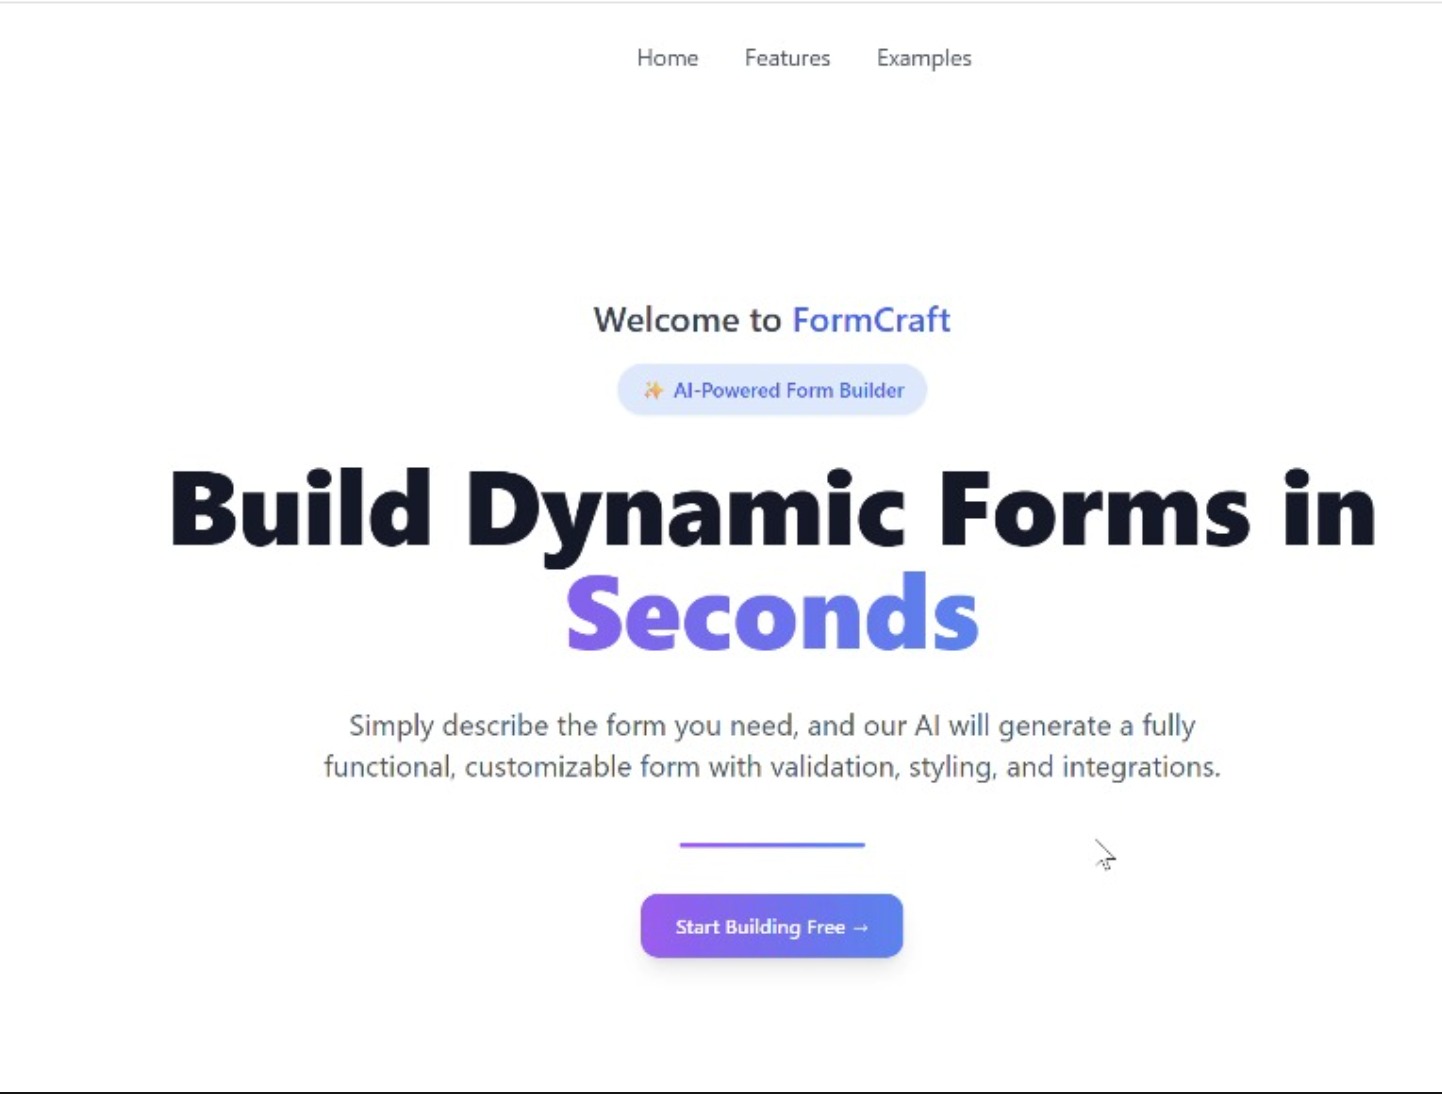 Home Features Examples
Welcome to FormCraft
✨ AI-Powered Form Builder
Build Dynamic Forms in
Seconds
Simply describe the form you need, and our AI will generate a fully
functional, customizable form with validation, styling, and integrations.
Start Building Free →